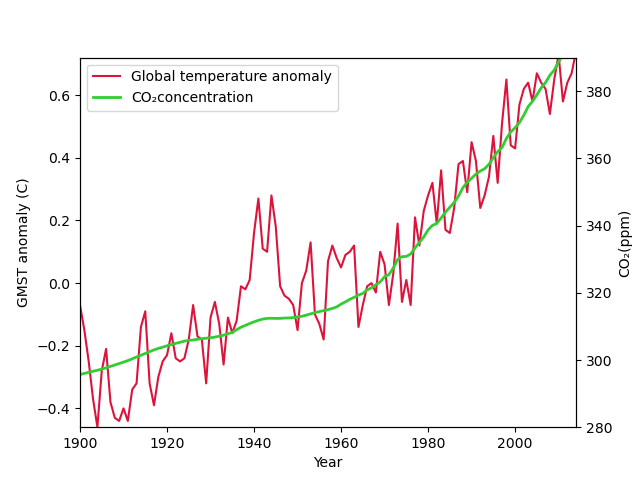 Global temperature anomaly
CO₂concentration
GMST anomaly (C)
0.6
0.4
0.2
0.0
−0.2
−0.4
380
360
340
320
300
280
CO₂(ppm)
1900 1920 1940 1960 1980 2000
Year